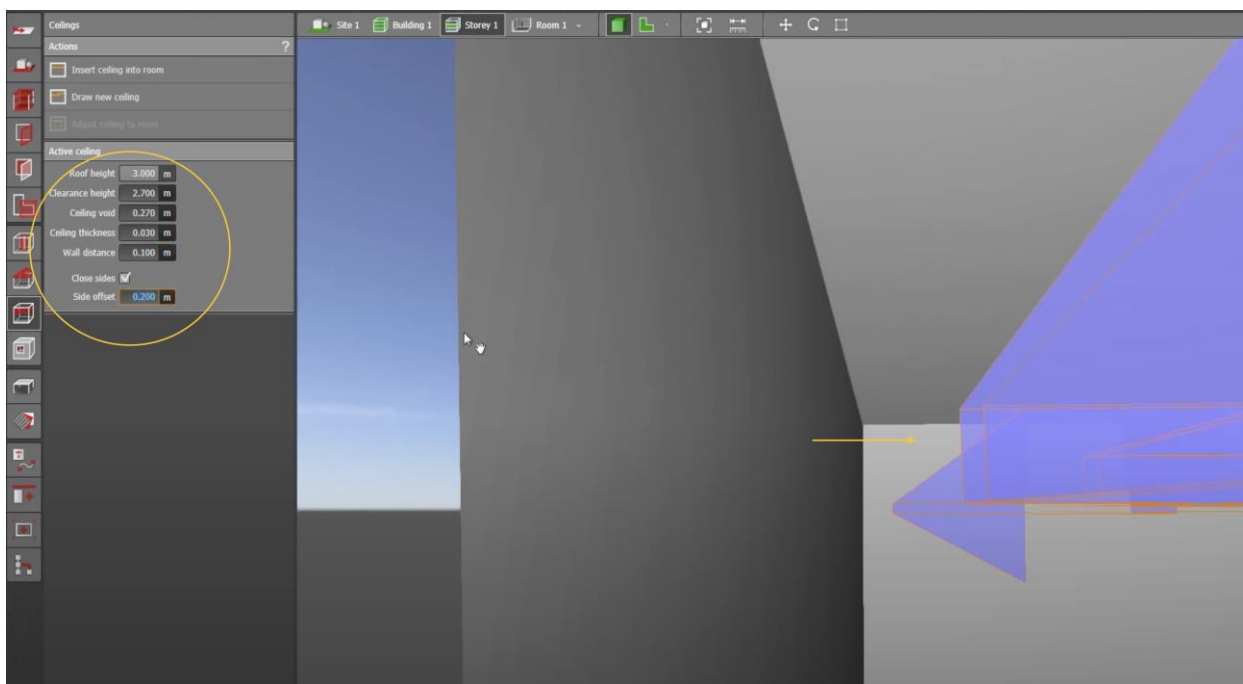 Ceilings
Site 1 Building 1 Storey 1 Room 1
Actions ?
Insert ceiling into room
Draw new ceiling
Adjust ceiling to room
Active ceiling
Roof height 3.000 m
Clearance height 2.700 m
Ceiling void 0.270 m
Ceiling thickness 0.030 m
Wall distance 0.100 m
Close sides
Side offset 0.200 m